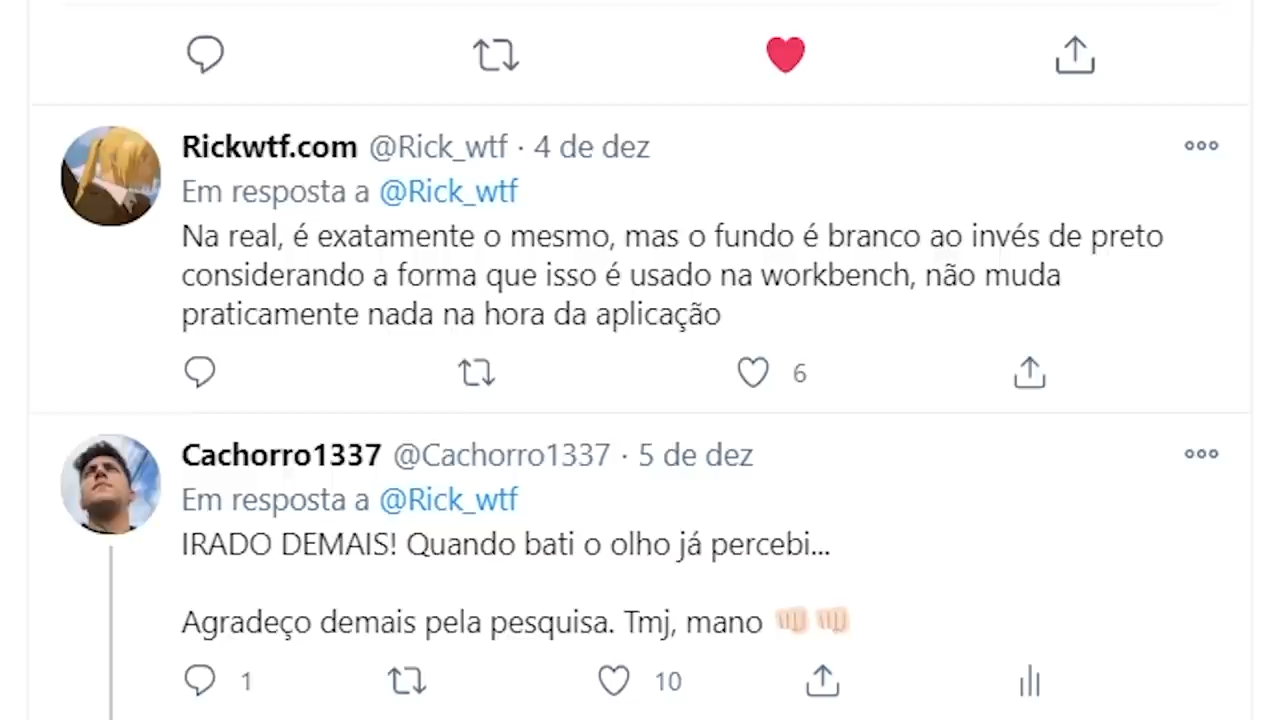 Rickwtf.com @Rick_wtf · 4 de dez
Em resposta a @Rick_wtf
Na real, é exatamente o mesmo, mas o fundo é branco ao invés de preto
considerando a forma que isso é usado na workbench, não muda
praticamente nada na hora da aplicação
6
Cachorro1337 @Cachorro1337 · 5 de dez
Em resposta a @Rick_wtf
IRADO DEMAIS! Quando bati o olho já percebi...
Agradeço demais pela pesquisa. Tmj, mano 👊🏻👊🏻
1 10